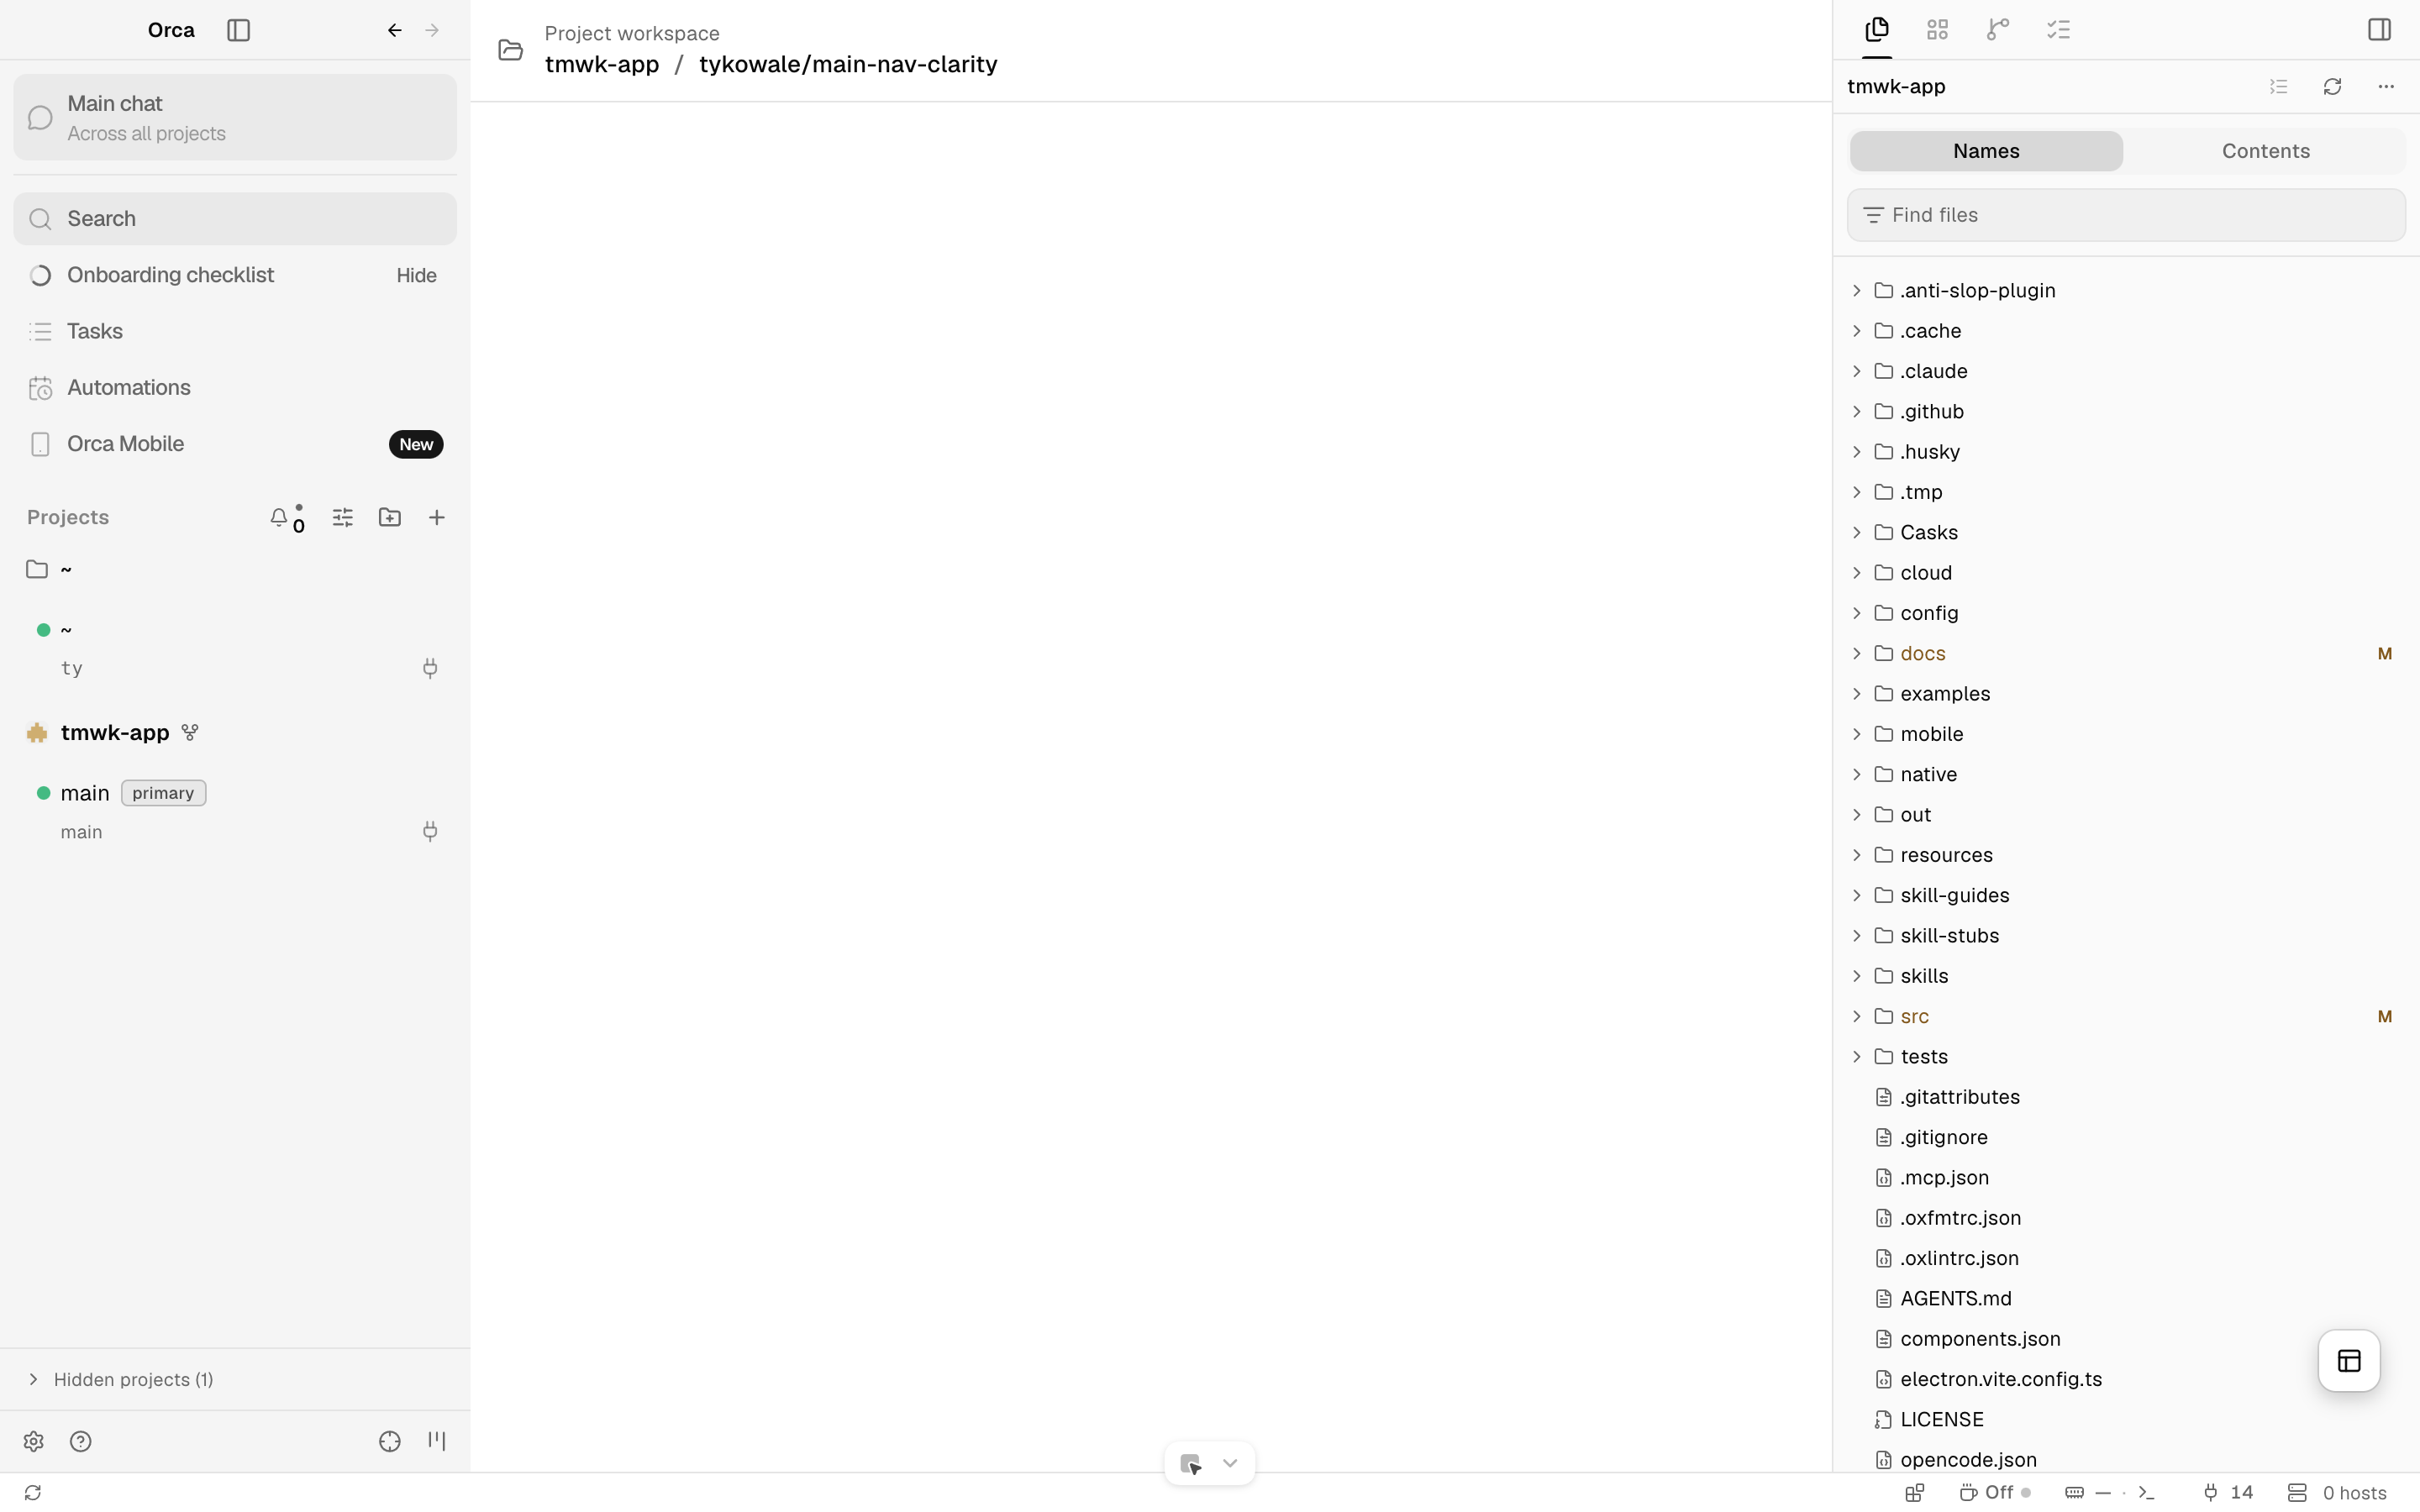 Orca
Main chat
Across all projects
Search
Onboarding checklist Hide
Tasks
Automations
Orca Mobile New
Projects 0
~
~
ty
tmwk-app
main primary
main
Hidden projects (1)
Project workspace
tmwk-app / tykowale/main-nav-clarity
tmwk-app
Names Contents
Find files
.anti-slop-plugin
.cache
.claude
.github
.husky
.tmp
Casks
cloud
config
docs M
examples
mobile
native
out
resources
skill-guides
skill-stubs
skills
src M
tests
.gitattributes
.gitignore
.mcp.json
.oxfmtrc.json
.oxlintrc.json
AGENTS.md
components.json
electron.vite.config.ts
LICENSE
opencode.json
Off — · 14 0 hosts